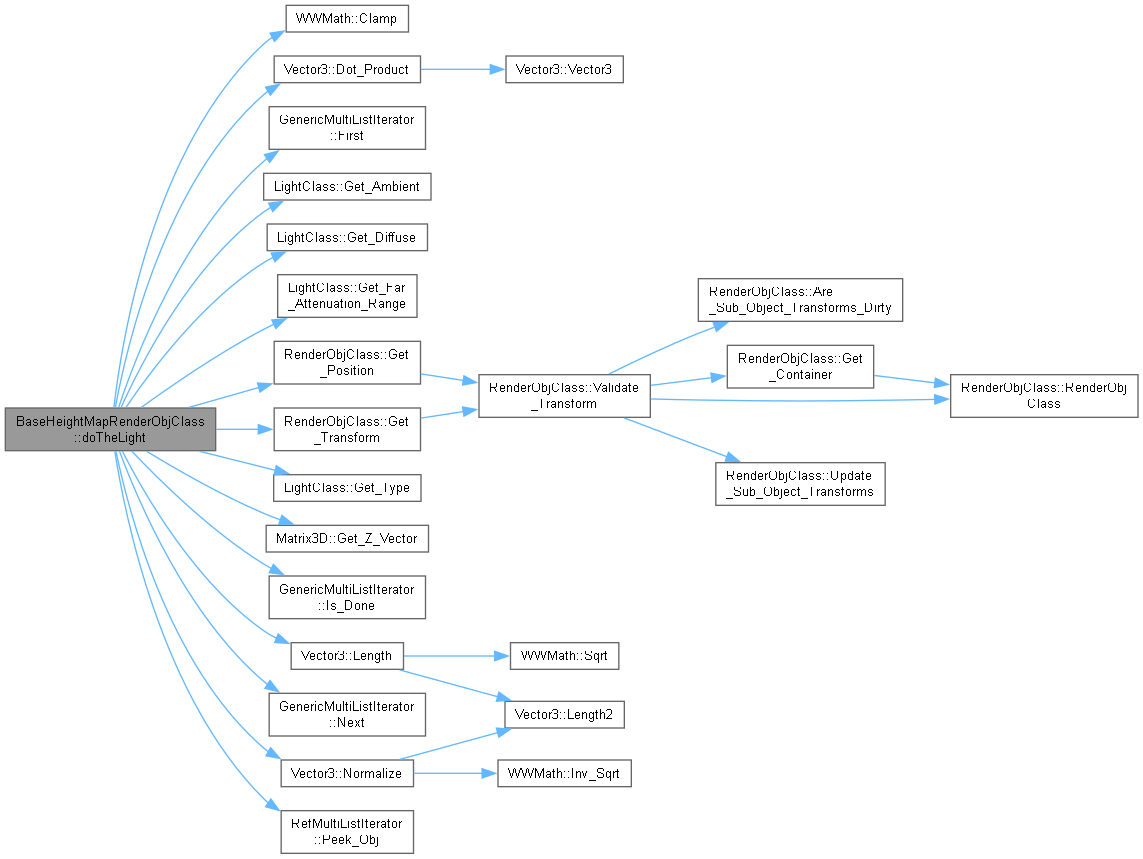 WWMath::Clamp
Vector3::Dot_Product
Vector3::Vector3
GenericMultiListIterator
::First
LightClass::Get_Ambient
LightClass::Get_Diffuse
LightClass::Get_Far
_Attenuation_Range
RenderObjClass::Are
_Sub_Object_Transforms_Dirty
RenderObjClass::Get
_Position
RenderObjClass::Get
_Container
RenderObjClass::Validate
_Transform
RenderObjClass::RenderObj
Class
BaseHeightMapRenderObjClass
::doTheLight
RenderObjClass::Get
_Transform
LightClass::Get_Type
RenderObjClass::Update
_Sub_Object_Transforms
Matrix3D::Get_Z_Vector
GenericMultiListIterator
::Is_Done
Vector3::Length
WWMath::Sqrt
GenericMultiListIterator
::Next
Vector3::Length2
Vector3::Normalize
WWMath::Inv_Sqrt
RefMultiListIterator
::Peek_Obj